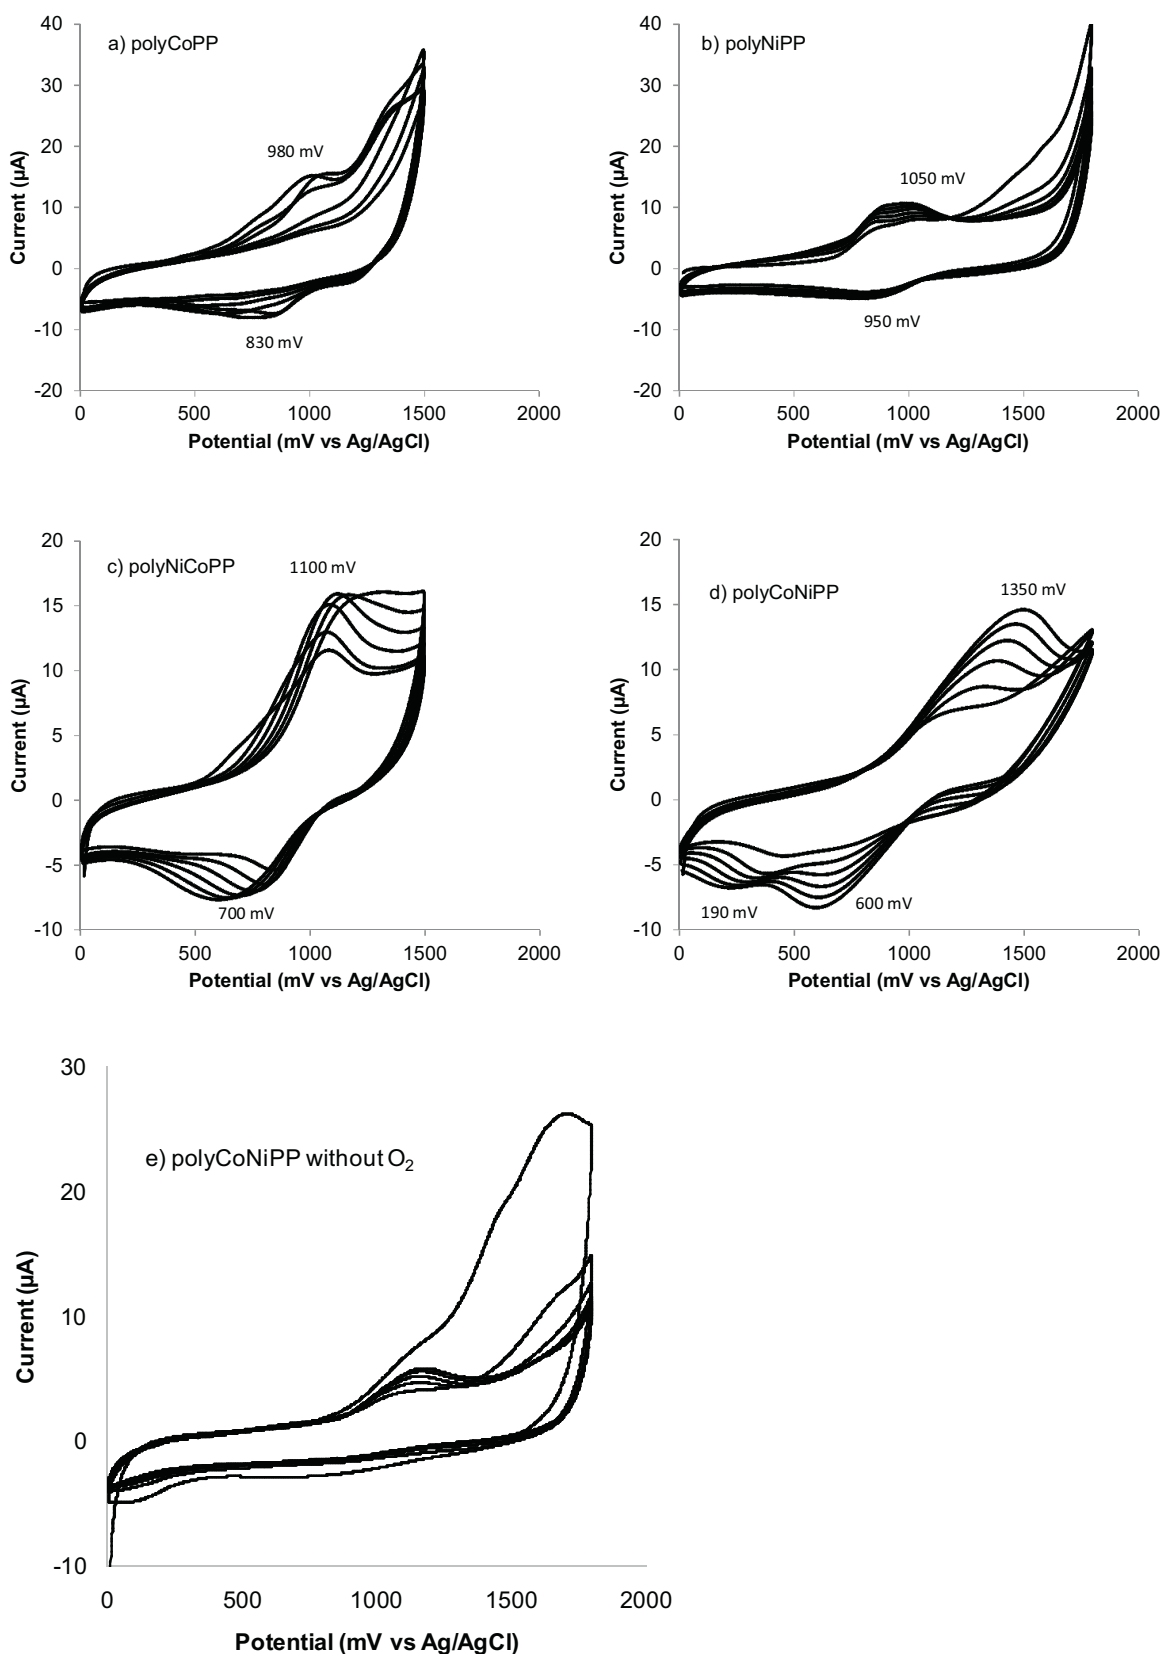 a) polyCoPP
40
30
20
10
0
-10
-20
980 mV
830 mV
0
500
1000
1500
2000
Current (µA)
Potential (mV vs Ag/AgCl)
b) polyNiPP
40
30
20
10
0
-10
-20
1050 mV
950 mV
0
500
1000
1500
2000
Current (µA)
Potential (mV vs Ag/AgCl)
c) polyNiCoPP
20
15
10
5
0
-5
-10
1100 mV
700 mV
0
500
1000
1500
2000
Current (µA)
Potential (mV vs Ag/AgCl)
d) polyCoNiPP
20
15
10
5
0
-5
-10
1350 mV
190 mV
600 mV
0
500
1000
1500
2000
Current (µA)
Potential (mV vs Ag/AgCl)
e) polyCoNiPP without O₂
30
20
10
0
-10
0
500
1000
1500
2000
Current (µA)
Potential (mV vs Ag/AgCl)